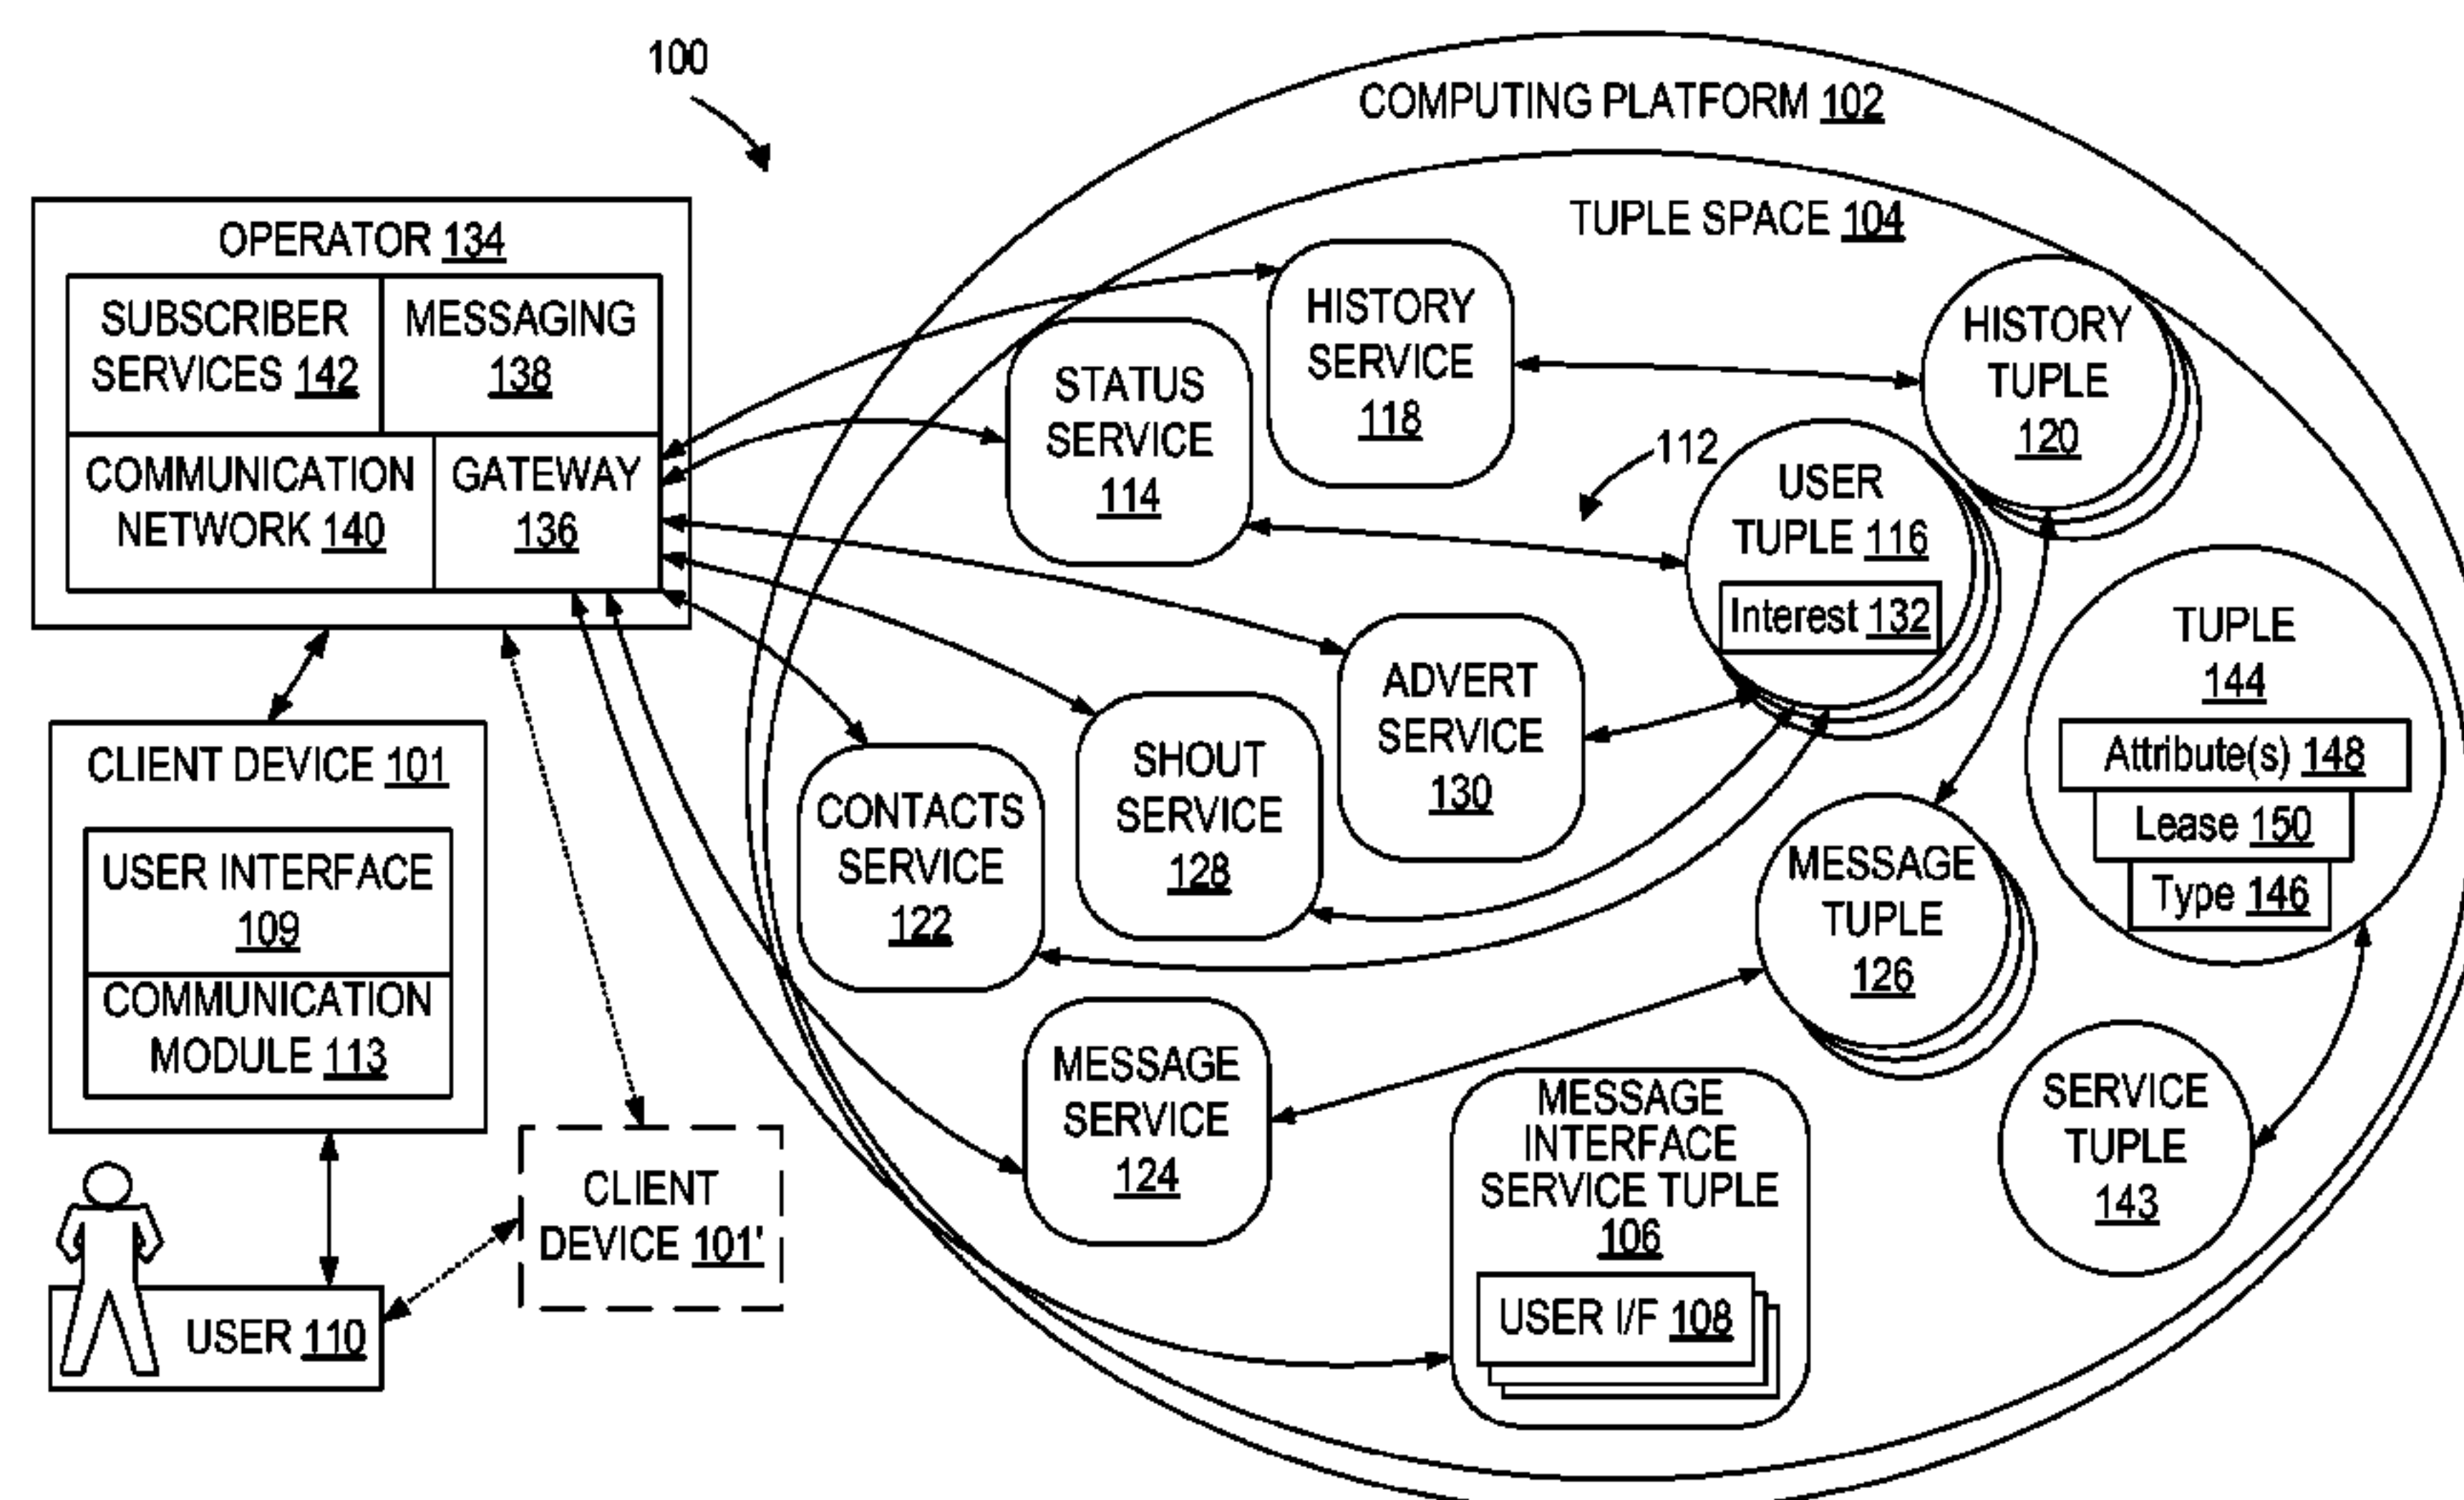 100
COMPUTING PLATFORM 102
TUPLE SPACE 104
OPERATOR 134
SUBSCRIBER
SERVICES 142
MESSAGING
138
COMMUNICATION
NETWORK 140
GATEWAY
136
HISTORY
SERVICE
118
STATUS
SERVICE
114
HISTORY
TUPLE
120
112
USER
TUPLE 116
Interest 132
TUPLE
144
Attribute(s) 148
Lease 150
Type 146
ADVERT
SERVICE
130
SHOUT
SERVICE
128
CONTACTS
SERVICE
122
CLIENT DEVICE 101
USER INTERFACE
109
COMMUNICATION
MODULE 113
MESSAGE
TUPLE
126
MESSAGE
SERVICE
124
MESSAGE
INTERFACE
SERVICE TUPLE
106
USER I/F 108
SERVICE
TUPLE
143
CLIENT
DEVICE 101'
USER 110